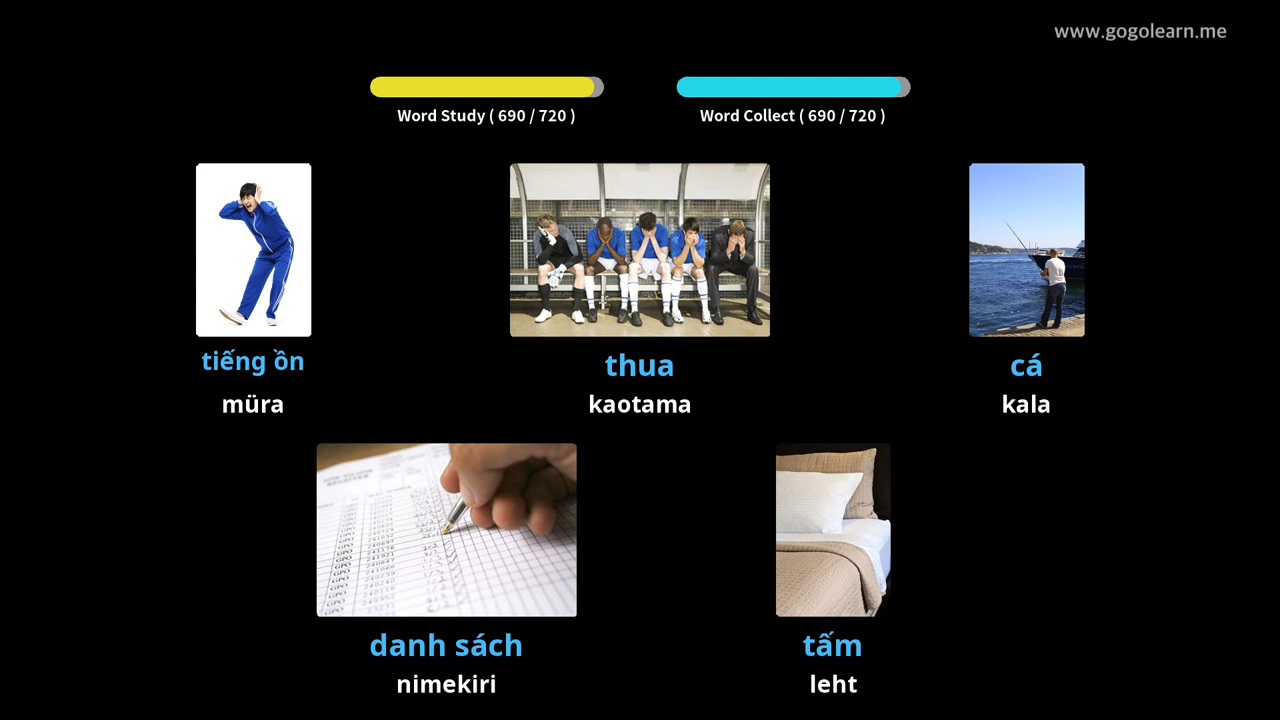 www.gogolearn.me
Word Study ( 690 / 720 )
Word Collect ( 690 / 720 )
tiếng ồn
müra
thua
kaotama
cá
kala
danh sách
nimekiri
tấm
leht